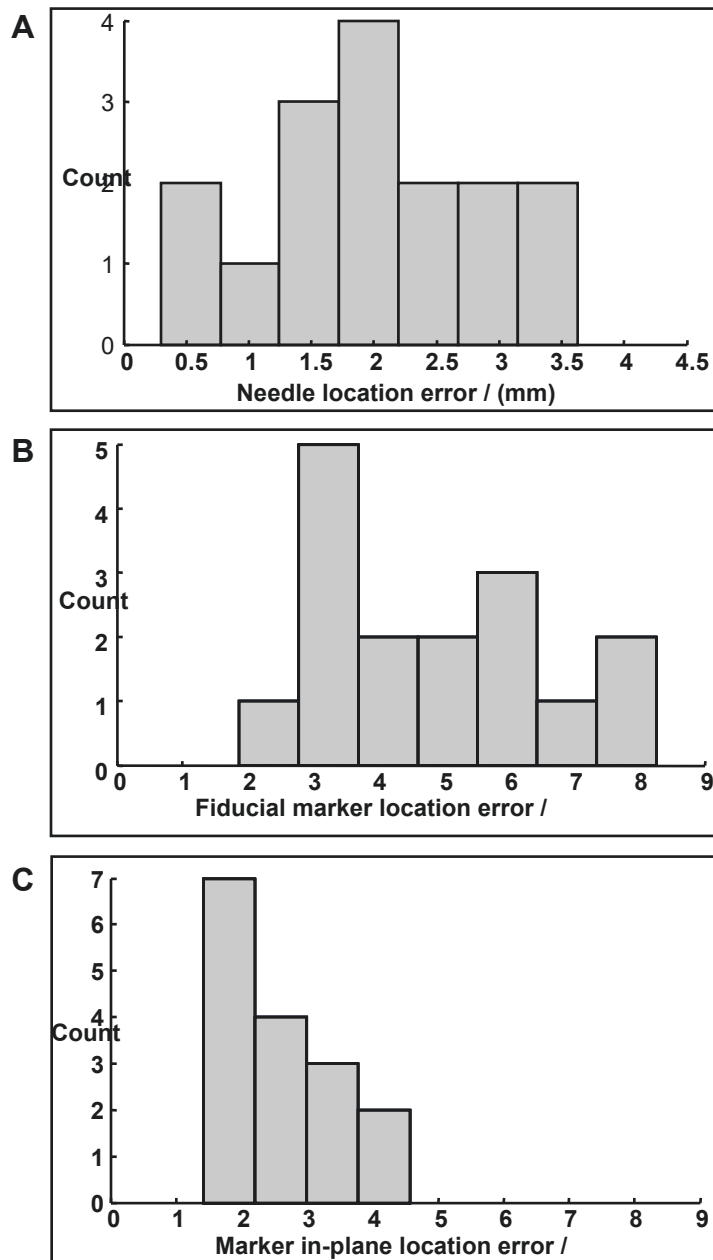 A
4
3
Count
2
1
0
0 0.5 1 1.5 2 2.5 3 3.5 4 4.5
Needle location error / (mm)
B
5
4
3
Count
2
1
0
0 1 2 3 4 5 6 7 8 9
Fiducial marker location error /
C
7
6
5
4
Count
3
2
1
0
0 1 2 3 4 5 6 7 8 9
Marker in-plane location error /